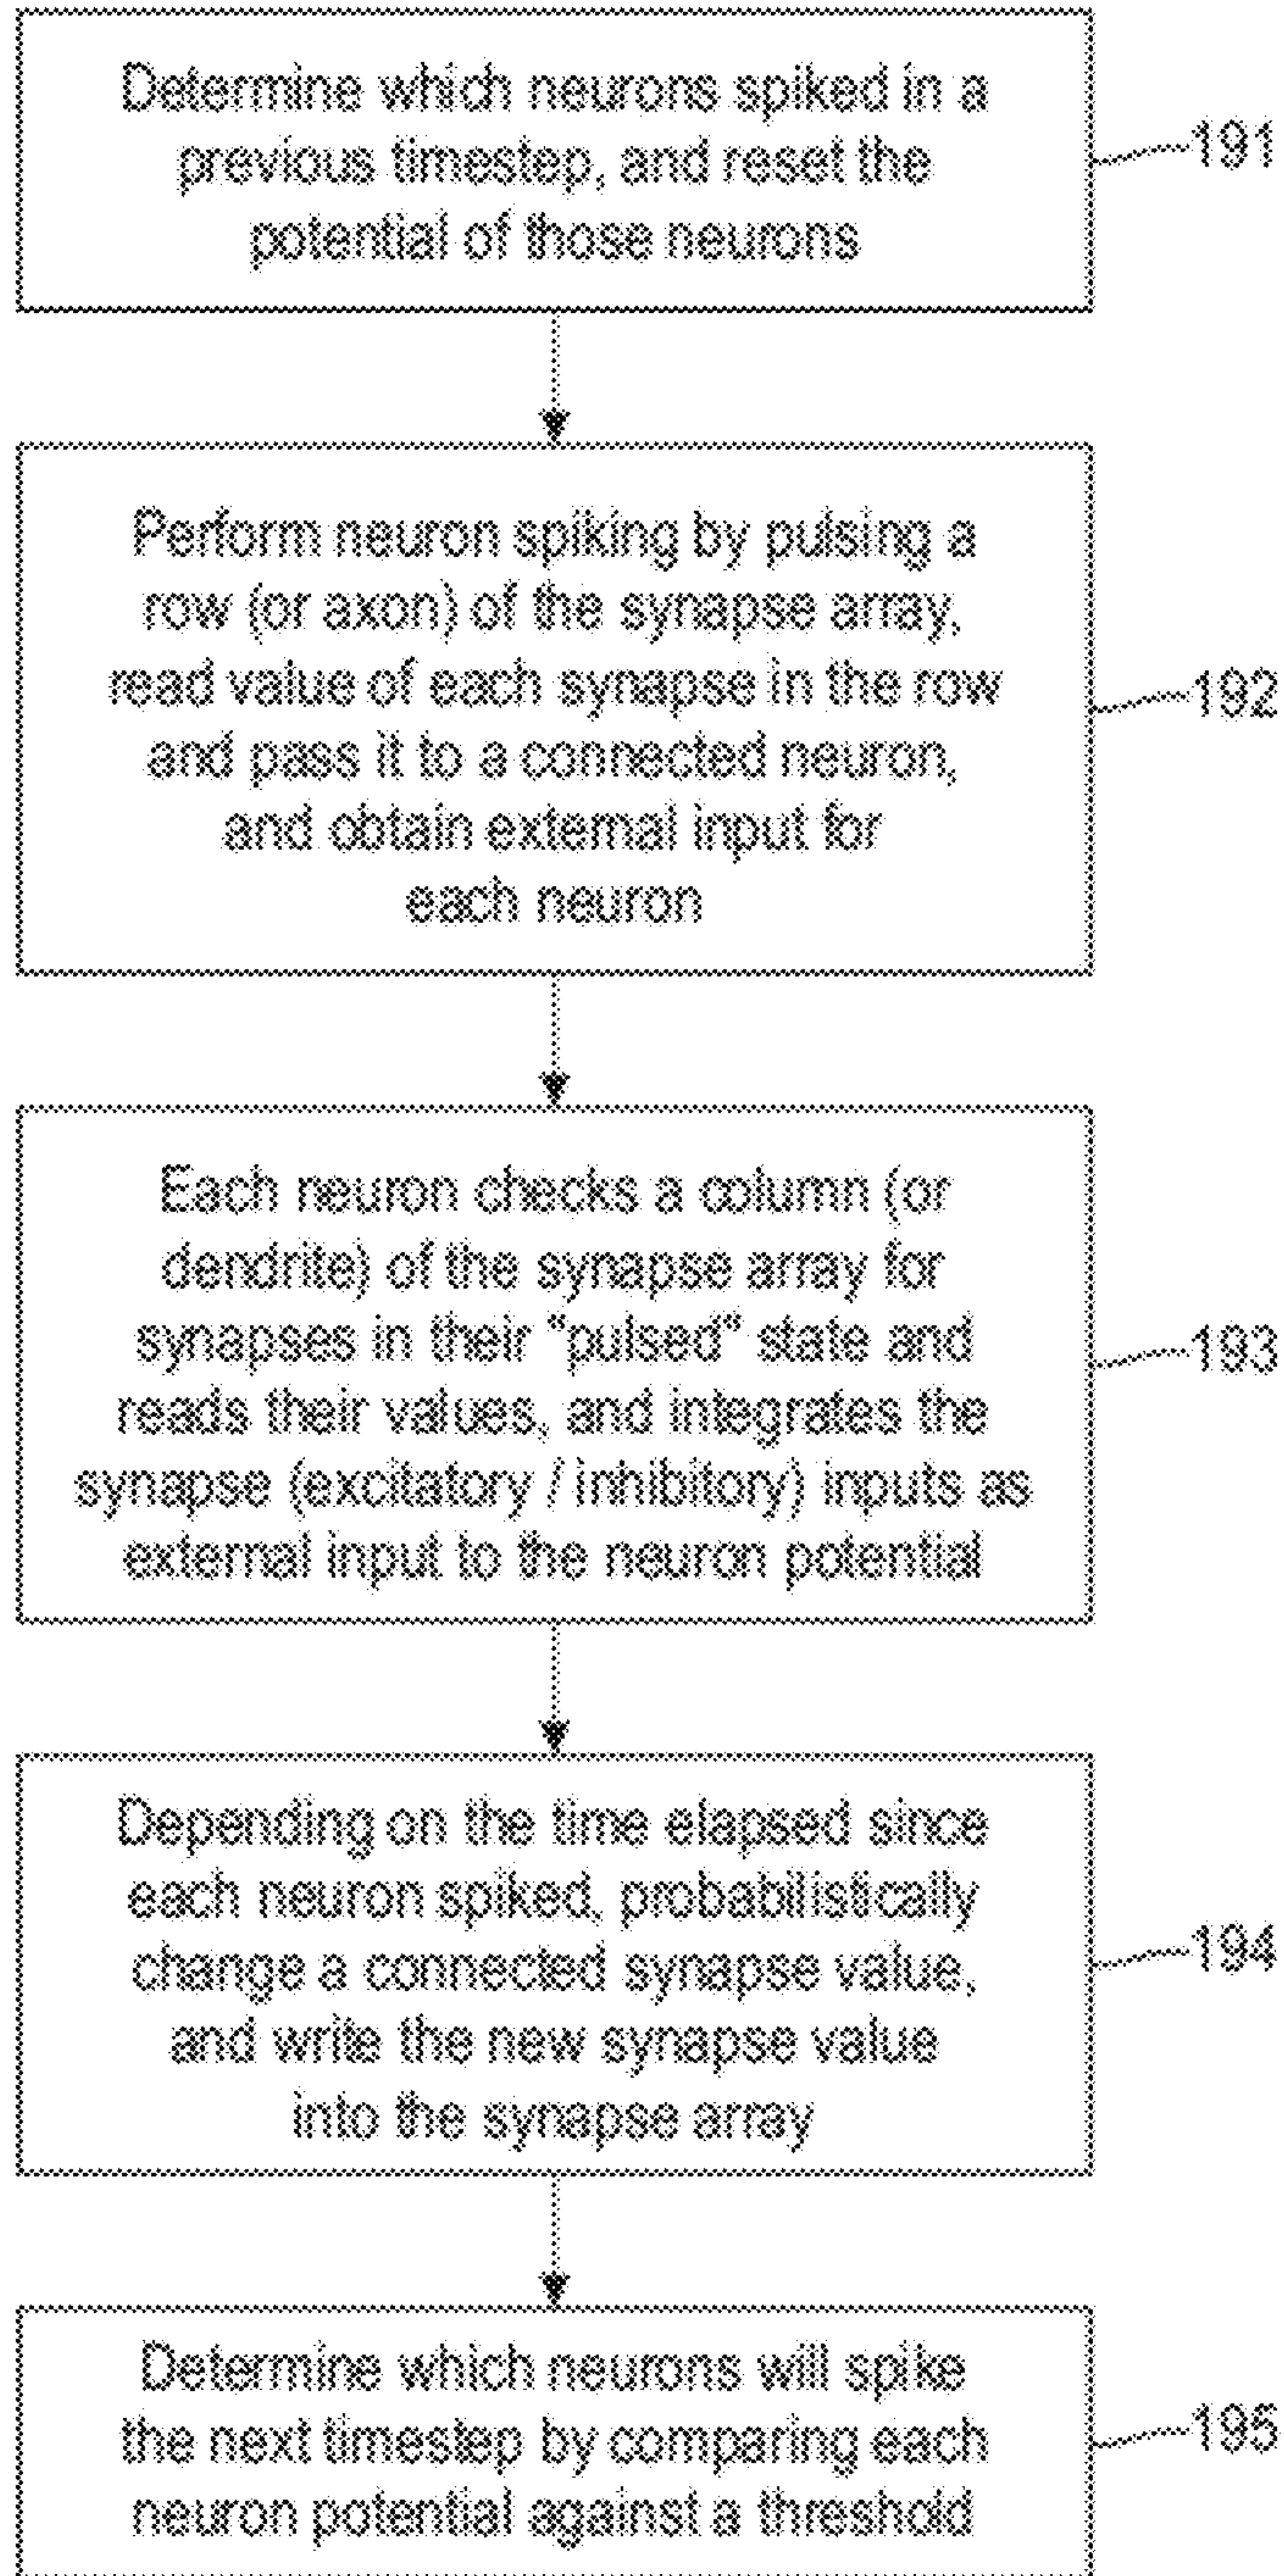 Determine which neurons spiked in a
previous timestep, and reset the
potential of those neurons
191
Perform neuron spiking by pulsing a
row (or axon) of the synapse array,
read value of each synapse in the row
and pass it to a connected neuron,
and obtain external input for
each neuron
192
Each neuron checks a column (or
dendrite) of the synapse array for
synapses in their "pulsed" state and
reads their values, and integrates the
synapse (excitatory / inhibitory) inputs as
external input to the neuron potential
193
Depending on the time elapsed since
each neuron spiked, probabilistically
change a connected synapse value,
and write the new synapse value
into the synapse array
194
Determine which neurons will spike
the next timestep by comparing each
neuron potential against a threshold
195